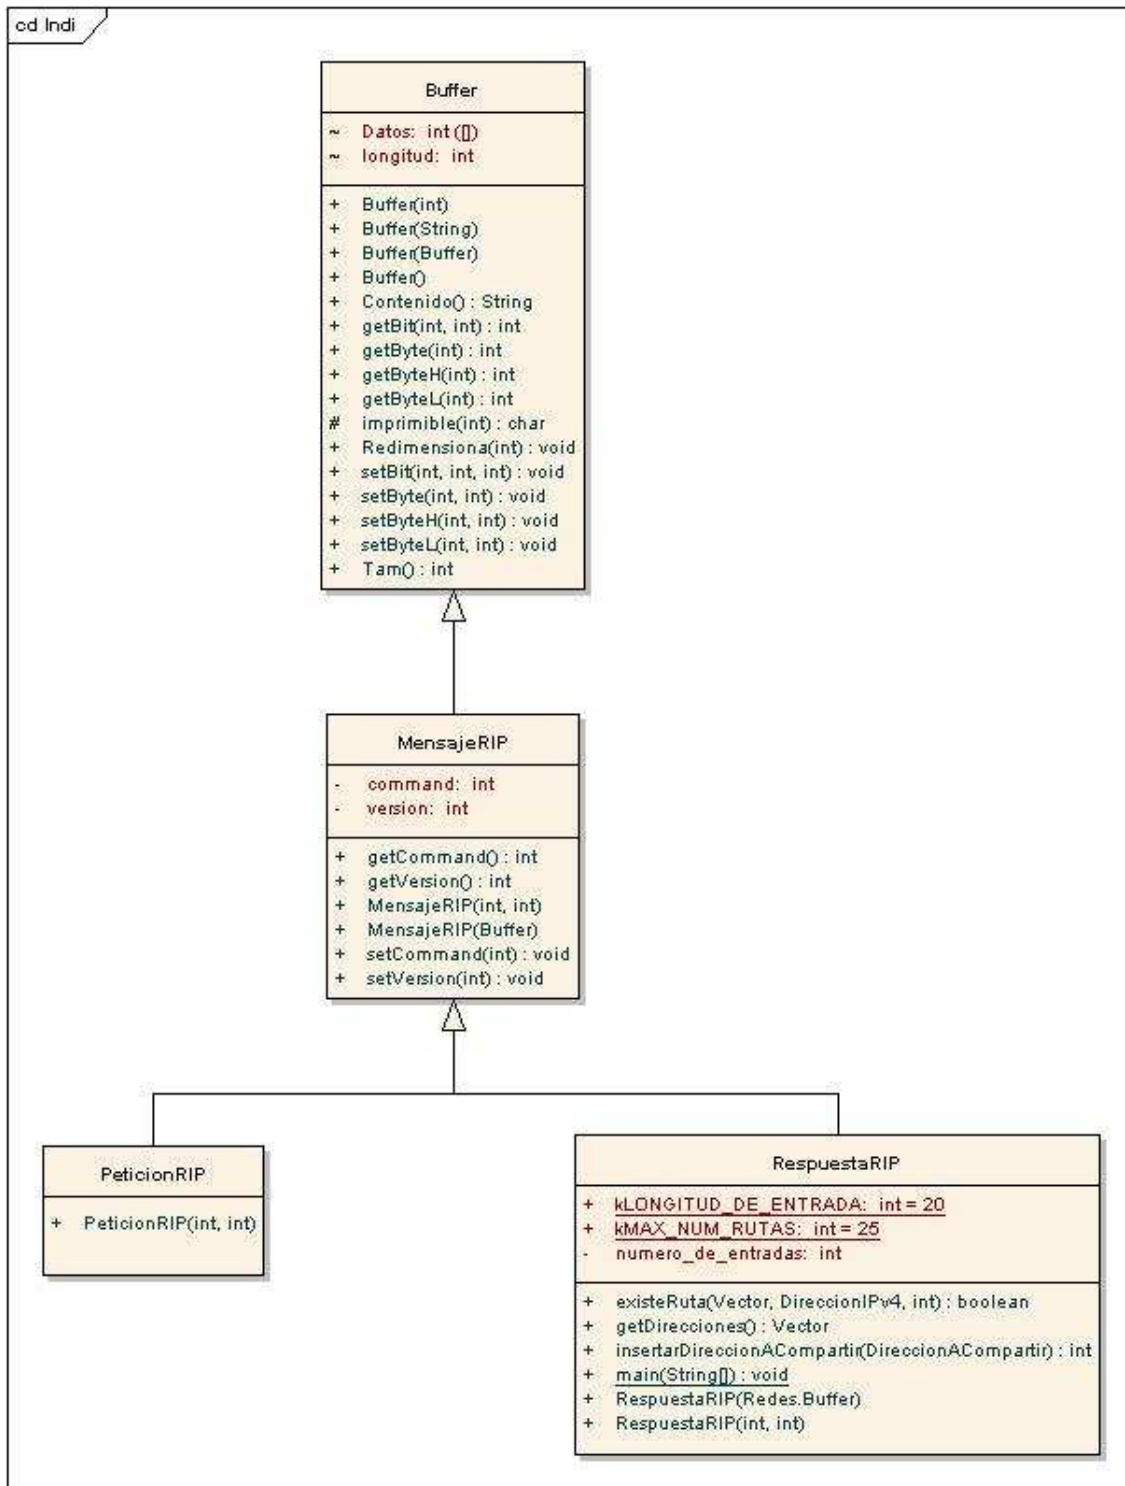 cd Indi
Buffer
~ Datos: int ([])
~ longitud: int
+ Buffer(int)
+ Buffer(String)
+ Buffer(Buffer)
+ Buffer()
+ Contenido() : String
+ getBit(int, int) : int
+ getByte(int) : int
+ getByteH(int) : int
+ getByteL(int) : int
# imprimible(int) : char
+ Redimensiona(int) : void
+ setBit(int, int, int) : void
+ setByte(int, int) : void
+ setByteH(int, int) : void
+ setByteL(int, int) : void
+ Tam() : int
MensajeRIP
- command: int
- version: int
+ getCommand() : int
+ getVersion() : int
+ MensajeRIP(int, int)
+ MensajeRIP(Buffer)
+ setCommand(int) : void
+ setVersion(int) : void
PeticionRIP
+ PeticionRIP(int, int)
RespuestaRIP
+ kLONGITUD_DE_ENTRADA: int = 20
+ kMAX_NUM_RUTAS: int = 25
- numero_de_entradas: int
+ existeRuta(Vector, DireccionIPv4, int) : boolean
+ getDirecciones() : Vector
+ insertarDireccionACompartir(DireccionACompartir) : int
+ main(String[]) : void
+ RespuestaRIP(Redes.Buffer)
+ RespuestaRIP(int, int)